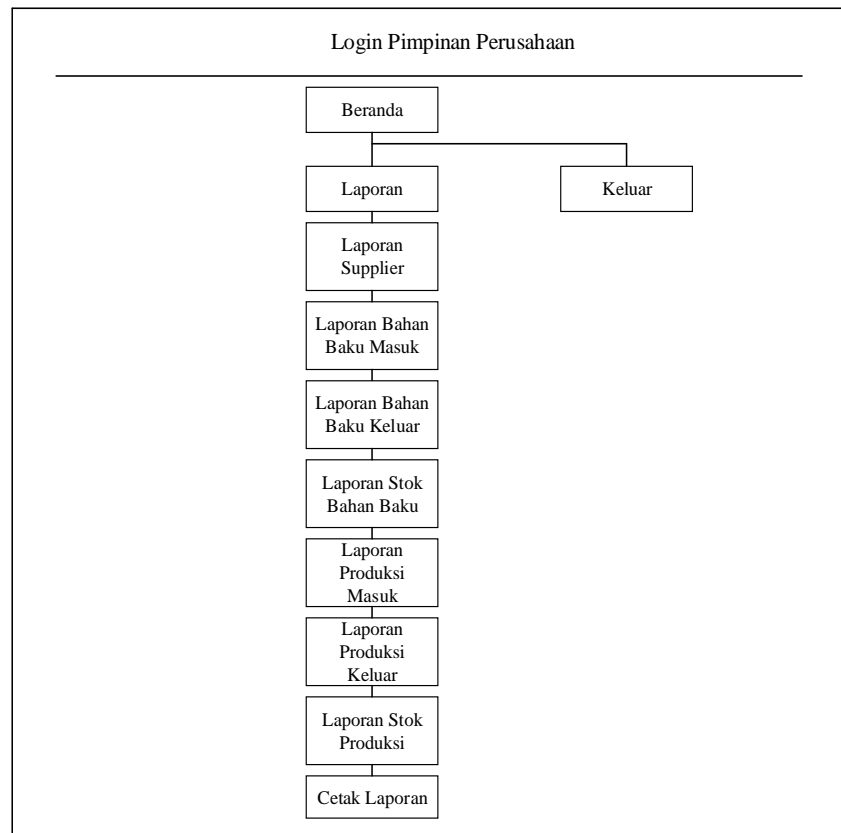 Login Pimpinan Perusahaan
Beranda
Laporan
Keluar
Laporan
Supplier
Laporan Bahan
Baku Masuk
Laporan Bahan
Baku Keluar
Laporan Stok
Bahan Baku
Laporan
Produksi
Masuk
Laporan
Produksi
Keluar
Laporan Stok
Produksi
Cetak Laporan